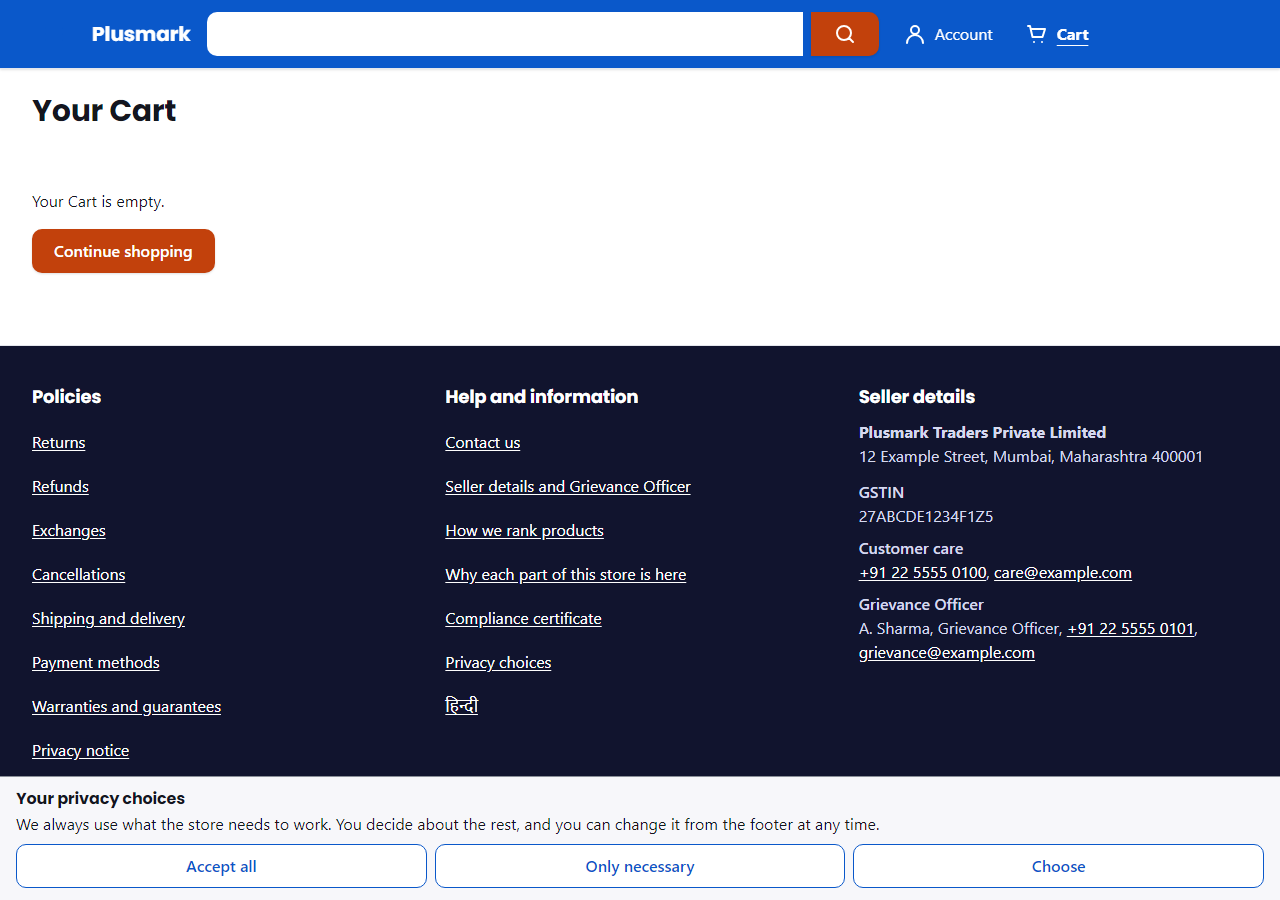 Plusmark
Account
Cart
Your Cart
Your Cart is empty.
Continue shopping
Policies
Returns
Refunds
Exchanges
Cancellations
Shipping and delivery
Payment methods
Warranties and guarantees
Privacy notice
Help and information
Contact us
Seller details and Grievance Officer
How we rank products
Why each part of this store is here
Compliance certificate
Privacy choices
हिन्दी
Seller details
Plusmark Traders Private Limited
12 Example Street, Mumbai, Maharashtra 400001
GSTIN
27ABCDE1234F1Z5
Customer care
+91 22 5555 0100, care@example.com
Grievance Officer
A. Sharma, Grievance Officer, +91 22 5555 0101,
grievance@example.com
Your privacy choices
We always use what the store needs to work. You decide about the rest, and you can change it from the footer at any time.
Accept all
Only necessary
Choose